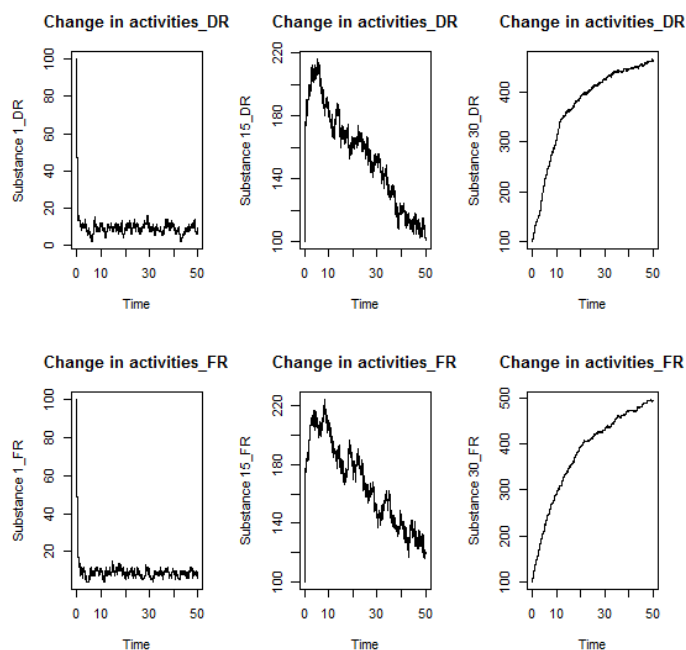 Change in activities_DR
Substance 1_DR
0 20 40 60 80 100
0 10 30 50
Time
Change in activities_DR
Substance 15_DR
100 140 180 220
0 10 30 50
Time
Change in activities_DR
Substance 30_DR
100 200 300 400
0 10 30 50
Time
Change in activities_FR
Substance 1_FR
20 40 60 80 100
0 10 30 50
Time
Change in activities_FR
Substance 15_FR
100 140 180 220
0 10 30 50
Time
Change in activities_FR
Substance 30_FR
100 200 300 400 500
0 10 30 50
Time